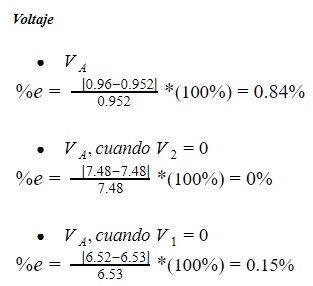 Voltaje
• V_A
%e = |0.96−0.952| / 0.952 *(100%) = 0.84%
• V_A, cuando V_2 = 0
%e = |7.48−7.48| / 7.48 *(100%) = 0%
• V_A, cuando V_1 = 0
%e = |6.52−6.53| / 6.53 *(100%) = 0.15%